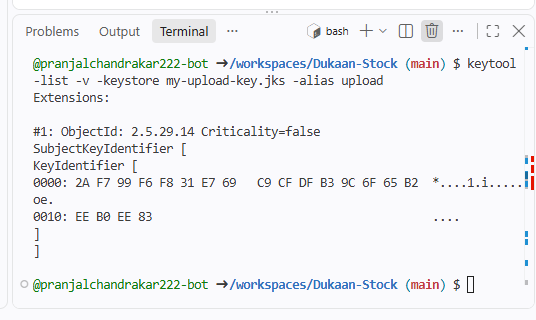 Problems Output Terminal ··· bash
@pranjalchandrakar222-bot ➜/workspaces/Dukaan-Stock (main) $ keytool
-list -v -keystore my-upload-key.jks -alias upload
Extensions:

#1: ObjectId: 2.5.29.14 Criticality=false
SubjectKeyIdentifier [
KeyIdentifier [
0000: 2A F7 99 F6 F8 31 E7 69   C9 CF DF B3 9C 6F 65 B2  *....1.i.....
oe.
0010: EE B0 EE 83                                        ....
]
]

@pranjalchandrakar222-bot ➜/workspaces/Dukaan-Stock (main) $